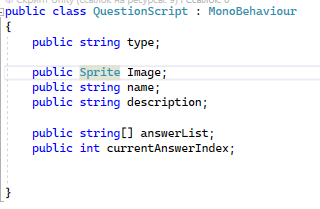 public class QuestionScript : MonoBehaviour
{
public string type;
public Sprite Image;
public string name;
public string description;
public string[] answerList;
public int currentAnswerIndex;
}